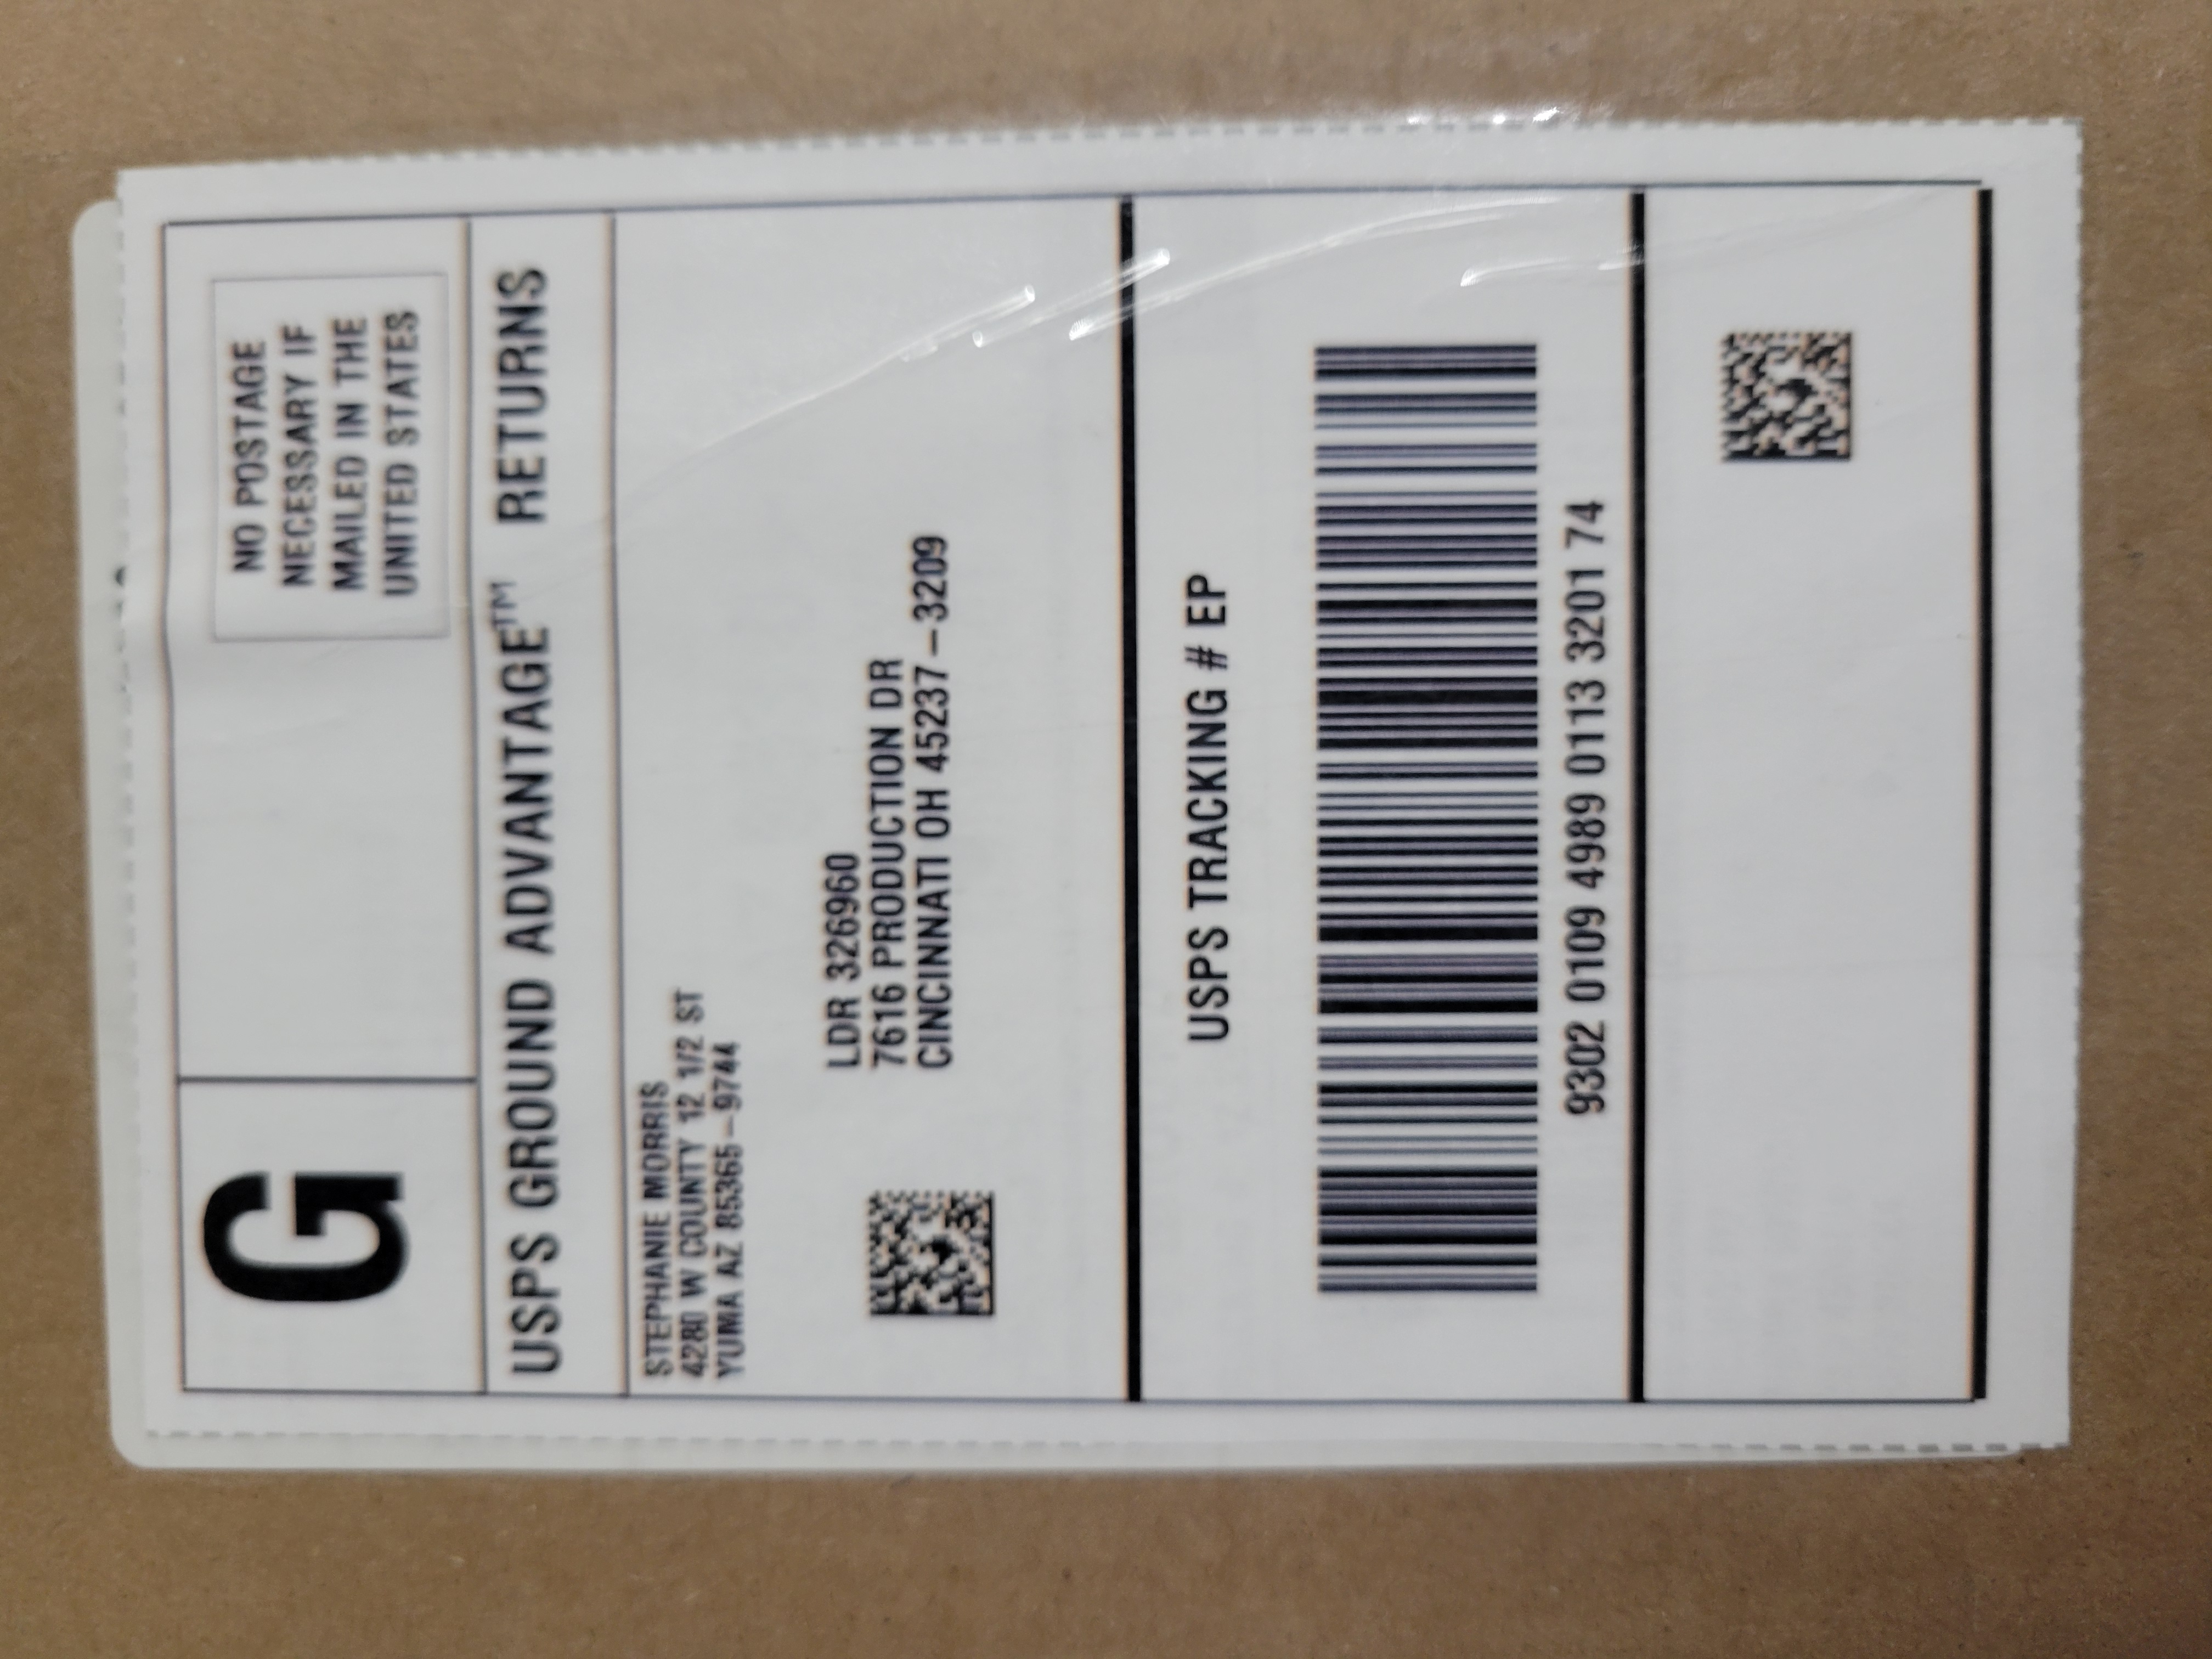 G
NO POSTAGE
NECESSARY IF
MAILED IN THE
UNITED STATES
USPS GROUND ADVANTAGE™ RETURNS
STEPHANIE MORRIS
4280 W COUNTY 12 1/2 ST
YUMA AZ 85365-9744
LDR 326960
7616 PRODUCTION DR
CINCINNATI OH 45237-3209
USPS TRACKING # EP
9302 0109 4989 0113 3201 74